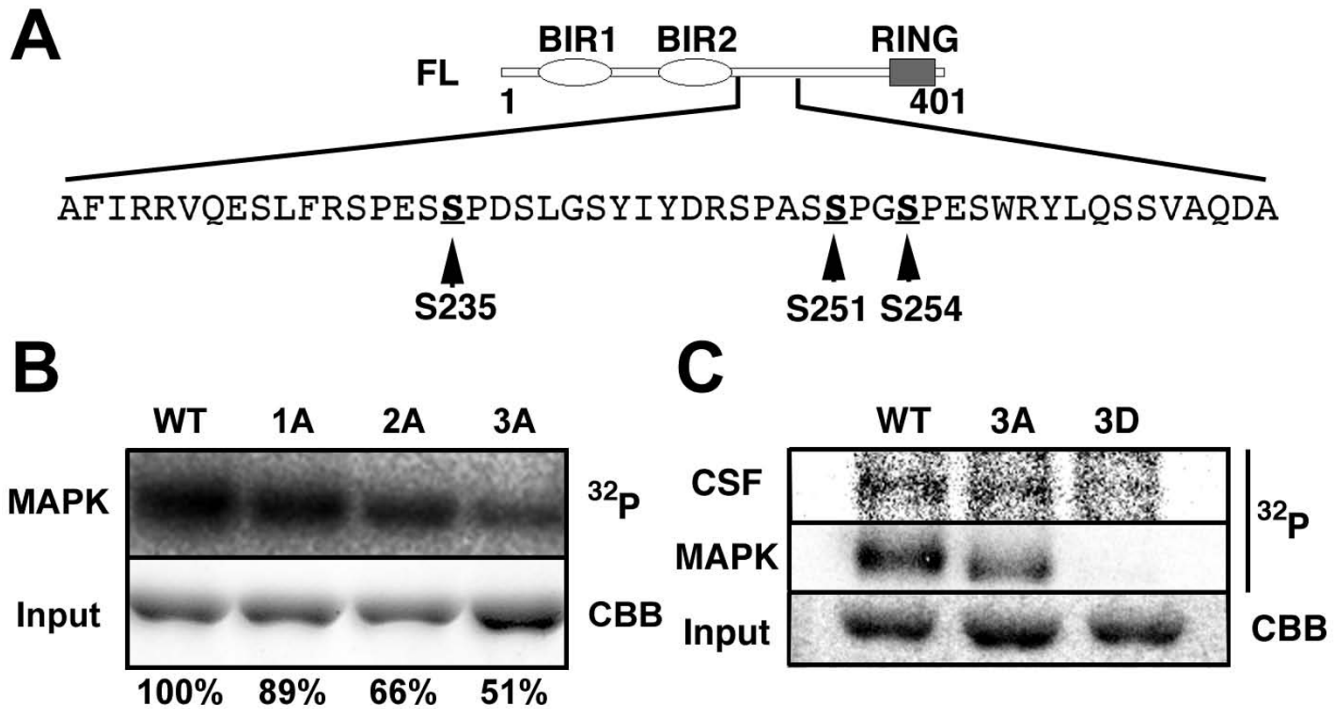 A
BIR1 BIR2 RING
FL
1 401
AFIRRVQESLFRSPESSSPDSLGSYIYDRSPASSSPGSPESWRYLQSSVAQDA
S235 S251 S254
B
WT 1A 2A 3A
MAPK 32P
Input CBB
100% 89% 66% 51%
C
WT 3A 3D
CSF
32P
MAPK
Input CBB